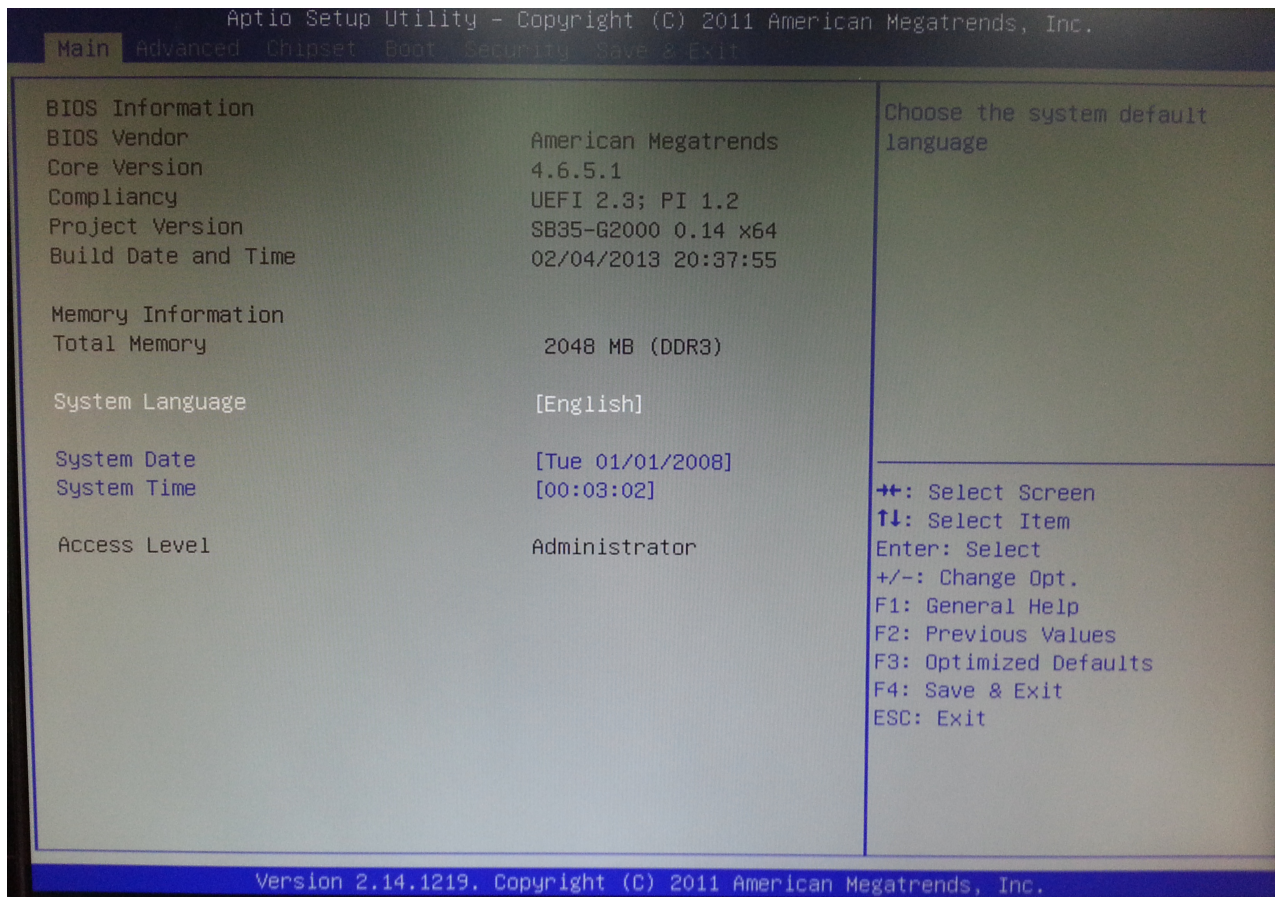 Aptio Setup Utility – Copyright (C) 2011 American Megatrends, Inc.
Main Advanced Chipset Boot Security Save & Exit
BIOS Information
BIOS Vendor American Megatrends
Core Version 4.6.5.1
Compliancy UEFI 2.3; PI 1.2
Project Version SB35-G2000 0.14 x64
Build Date and Time 02/04/2013 20:37:55
Memory Information
Total Memory 2048 MB (DDR3)
System Language [English]
System Date [Tue 01/01/2008]
System Time [00:03:02]
Access Level Administrator
Choose the system default
language
→←: Select Screen
↑↓: Select Item
Enter: Select
+/-: Change Opt.
F1: General Help
F2: Previous Values
F3: Optimized Defaults
F4: Save & Exit
ESC: Exit
Version 2.14.1219. Copyright (C) 2011 American Megatrends, Inc.